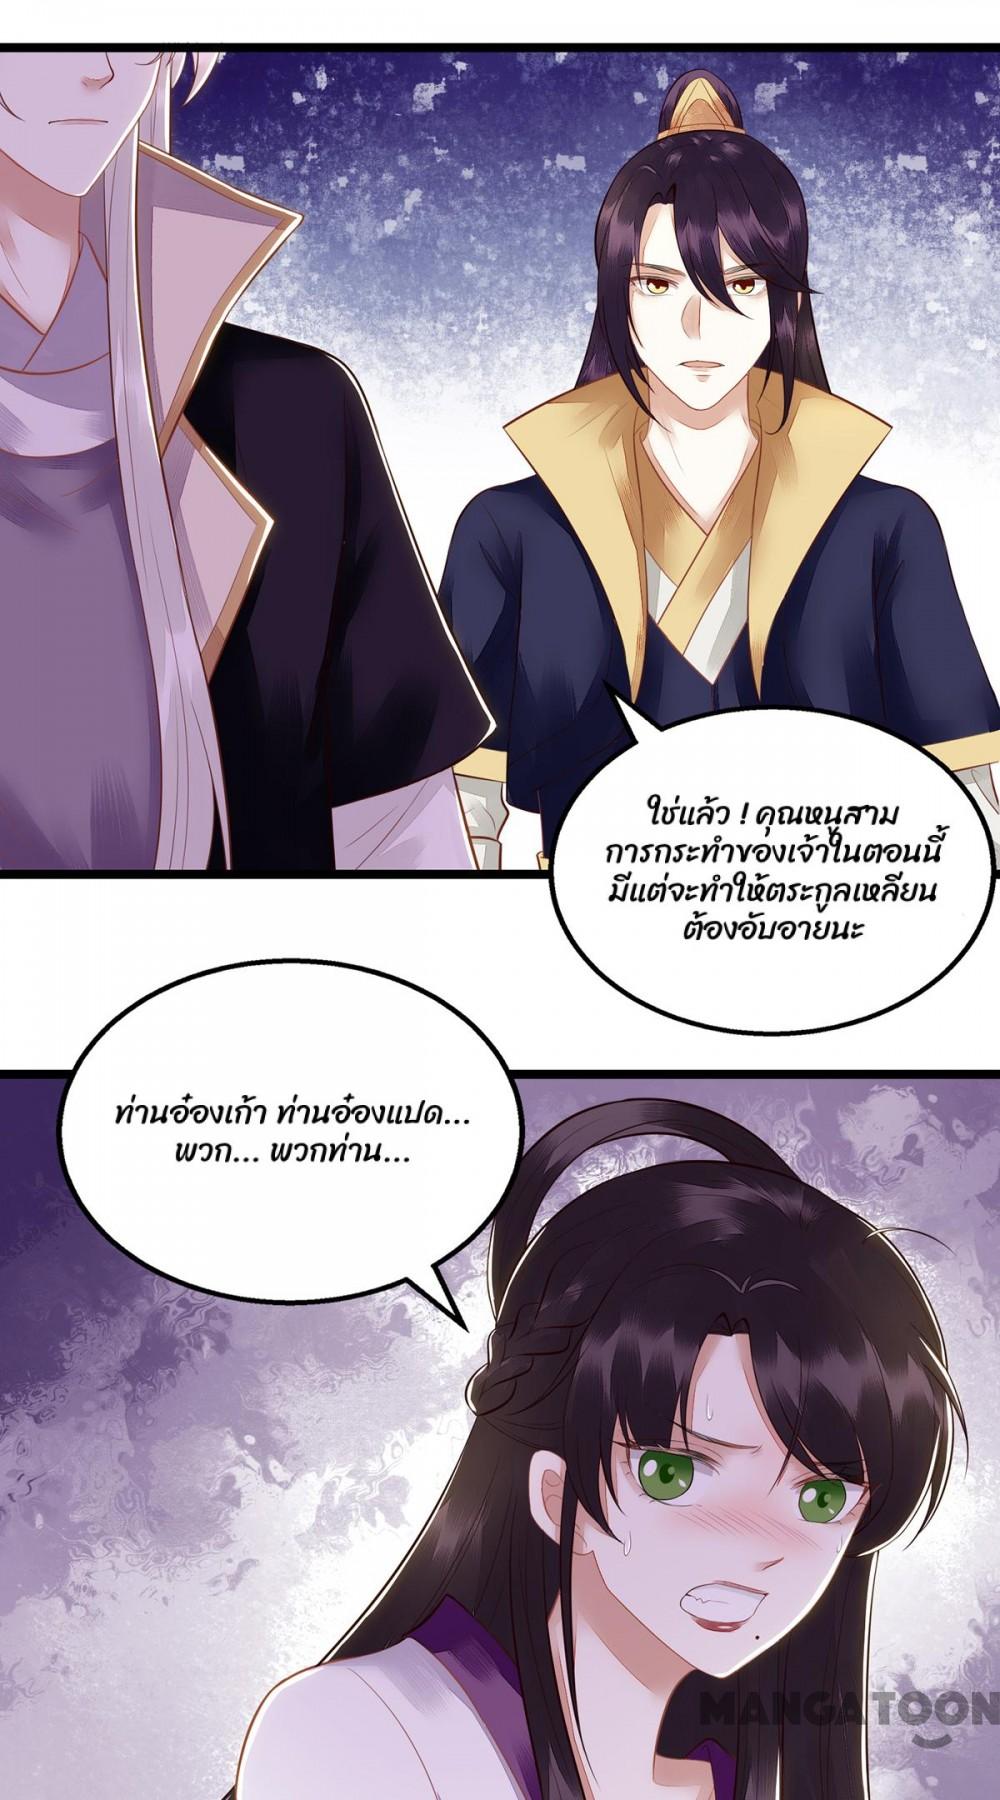 ใช่แล้ว ! คุณหนูสาม
การกระทำของเจ้าในตอนนี้
มีแต่จะทำให้ตระกูลเหลียน
ต้องอับอายนะ
ท่านอ๋องเก้า ท่านอ๋องแปด...
พวก... พวกท่าน...
MANGATOON